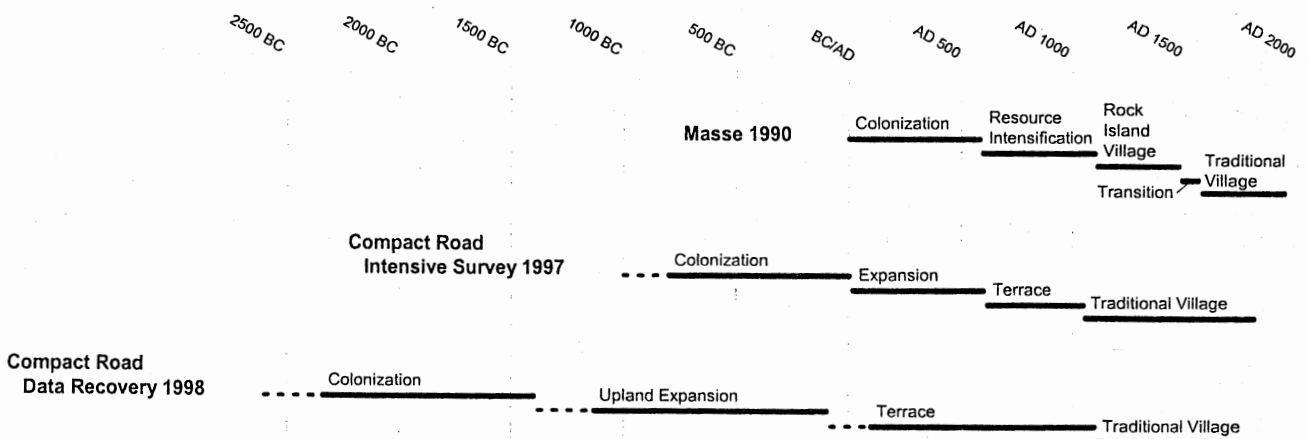 2500 BC
2000 BC
1500 BC
1000 BC
500 BC
BC/AD
AD 500
AD 1000
AD 1500
AD 2000
Masse 1990
Colonization
Resource
Intensification
Rock
Island
Village
Transition
Traditional
Village
Compact Road
Intensive Survey 1997
Colonization
Expansion
Terrace
Traditional Village
Compact Road
Data Recovery 1998
Colonization
Upland Expansion
Terrace
Traditional Village